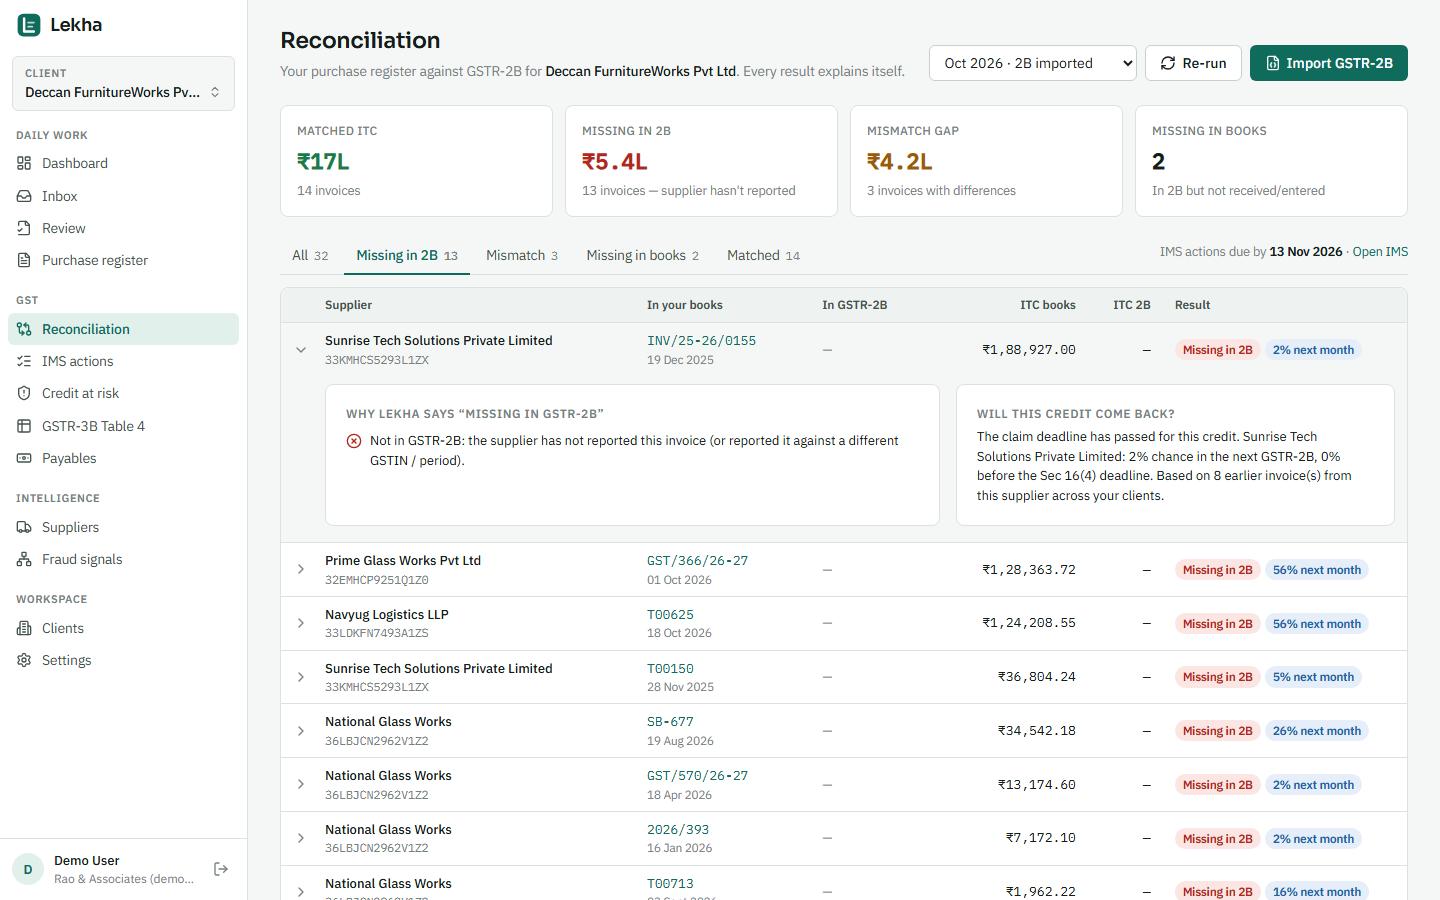 Lekha
CLIENT
Deccan FurnitureWorks Pv...
DAILY WORK
Dashboard
Inbox
Review
Purchase register
GST
Reconciliation
IMS actions
Credit at risk
GSTR-3B Table 4
Payables
INTELLIGENCE
Suppliers
Fraud signals
WORKSPACE
Clients
Settings
D
Demo User
Rao & Associates (demo...
Reconciliation
Your purchase register against GSTR-2B for Deccan FurnitureWorks Pvt Ltd. Every result explains itself.
Oct 2026 · 2B imported
Re-run
Import GSTR-2B
MATCHED ITC
₹17L
14 invoices
MISSING IN 2B
₹5.4L
13 invoices — supplier hasn't reported
MISMATCH GAP
₹4.2L
3 invoices with differences
MISSING IN BOOKS
2
In 2B but not received/entered
All 32 Missing in 2B 13 Mismatch 3 Missing in books 2 Matched 14
IMS actions due by 13 Nov 2026 · Open IMS
Supplier In your books In GSTR-2B ITC books ITC 2B Result
Sunrise Tech Solutions Private Limited INV/25-26/0155
33KMHCS5293L1ZX 19 Dec 2025 — ₹1,88,927.00 — Missing in 2B 2% next month
WHY LEKHA SAYS “MISSING IN GSTR-2B”
Not in GSTR-2B: the supplier has not reported this invoice (or reported it against a different
GSTIN / period).
WILL THIS CREDIT COME BACK?
The claim deadline has passed for this credit. Sunrise Tech
Solutions Private Limited: 2% chance in the next GSTR-2B, 0%
before the Sec 16(4) deadline. Based on 8 earlier invoice(s) from
this supplier across your clients.
Prime Glass Works Pvt Ltd GST/366/26-27
32EMHCP9251Q1Z0 01 Oct 2026 — ₹1,28,363.72 — Missing in 2B 56% next month
Navyug Logistics LLP T00625
33LDKFN7493A1ZS 18 Oct 2026 — ₹1,24,208.55 — Missing in 2B 56% next month
Sunrise Tech Solutions Private Limited T00150
33KMHCS5293L1ZX 28 Nov 2025 — ₹36,804.24 — Missing in 2B 5% next month
National Glass Works SB-677
36LBJCN2962V1Z2 19 Aug 2026 — ₹34,542.18 — Missing in 2B 26% next month
National Glass Works GST/570/26-27
36LBJCN2962V1Z2 18 Apr 2026 — ₹13,174.60 — Missing in 2B 2% next month
National Glass Works 2026/393
36LBJCN2962V1Z2 16 Jan 2026 — ₹7,172.10 — Missing in 2B 2% next month
National Glass Works T00713
— ₹1,962.22 — Missing in 2B 16% next month